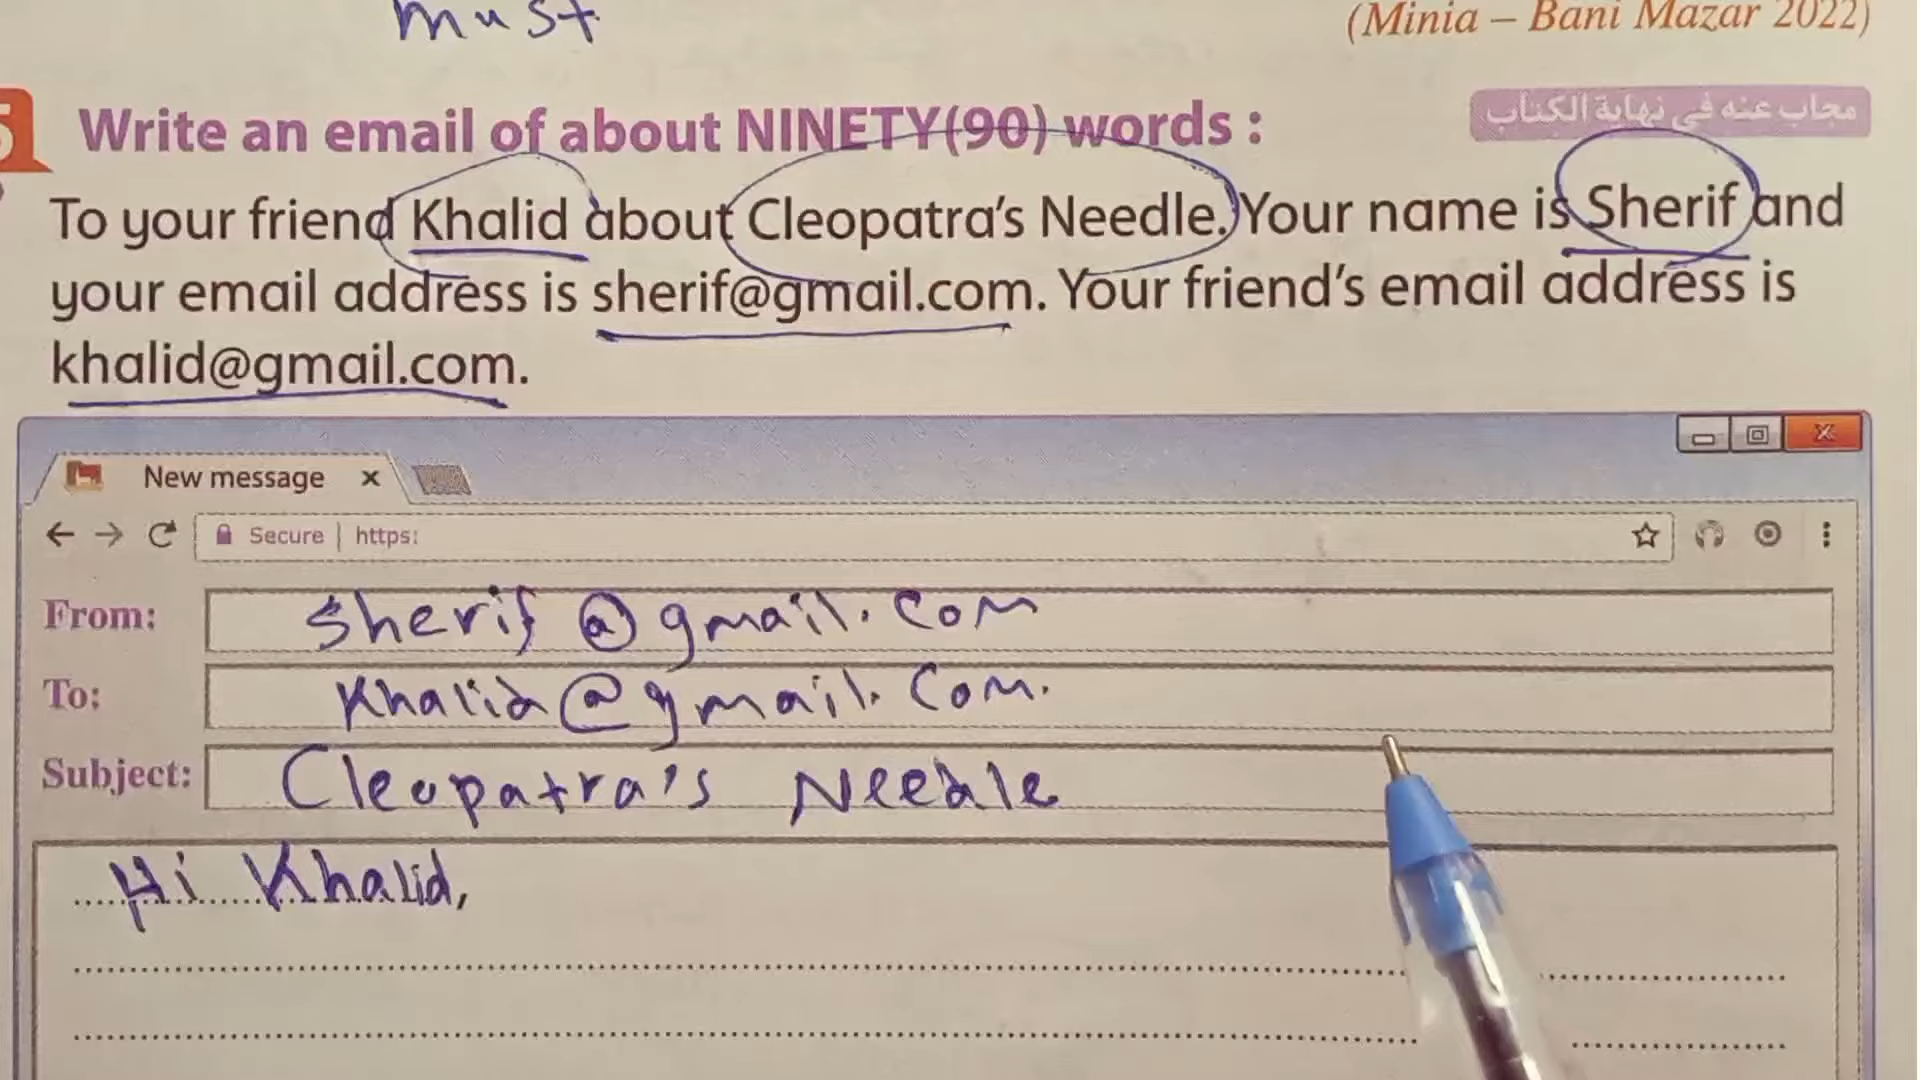 must
(Minia – Bani Mazar 2022)
5 Write an email of about NINETY(90) words :
مجاب عنه فى نهاية الكتاب
To your friend Khalid about Cleopatra's Needle. Your name is Sherif and
your email address is sherif@gmail.com. Your friend's email address is
khalid@gmail.com.
New message x
Secure | https:
From: sherif @gmail.com
To: Khalid@gmail.com.
Subject: Cleopatra's Needle
Hi Khalid,